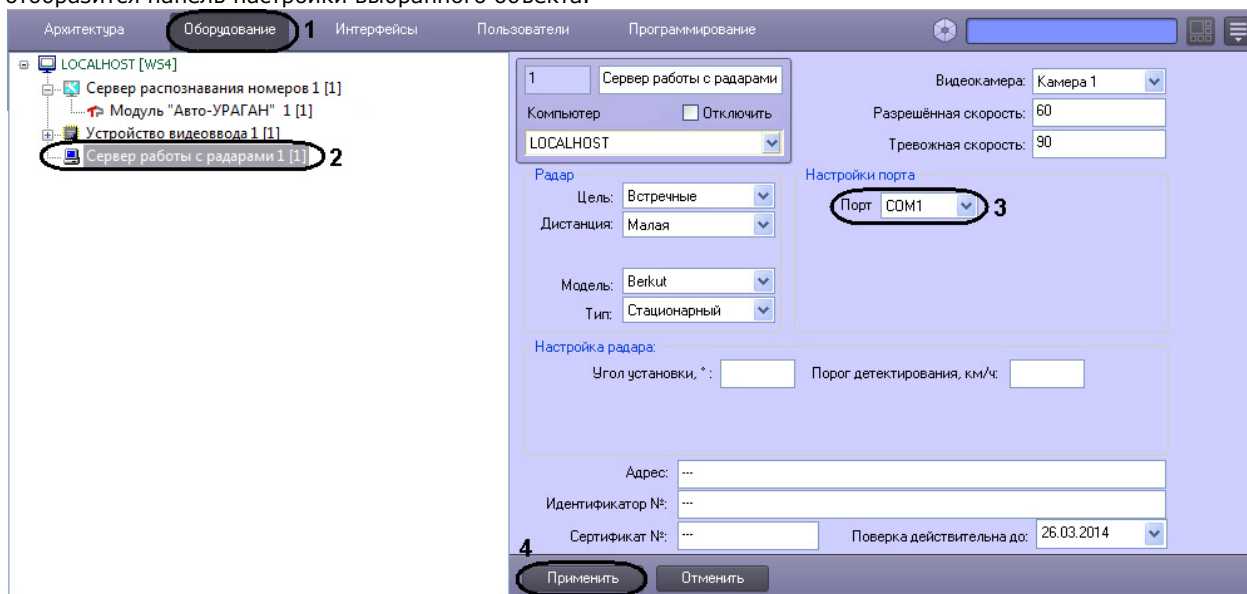 отобразится панель настройки выбранного объекта.
Архитектура Оборудование 1 Интерфейсы Пользователи Программирование
LOCALHOST [WS4]
Сервер распознавания номеров 1 [1]
Модуль "Авто-УРАГАН" 1 [1]
Устройство видеоввода 1 [1]
Сервер работы с радарами 1 [1] 2
1 Сервер работы с радарами
Компьютер Отключить
LOCALHOST
Видеокамера: Камера 1
Разрешённая скорость: 60
Тревожная скорость: 90
Радар
Цель: Встречные
Дистанция: Малая
Модель: Berkut
Тип: Стационарный
Настройки порта
Порт COM1 3
Настройка радара:
Угол установки, ° : Порог детектирования, км/ч:
Адрес: ---
Идентификатор №: ---
Сертификат №: --- Поверка действительна до: 26.03.2014
4
Применить Отменить